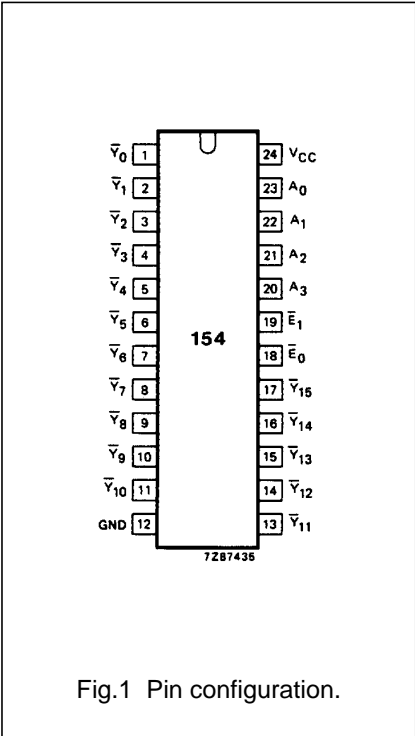 Y̅0 1 24 VCC
Y̅1 2 23 A0
Y̅2 3 22 A1
Y̅3 4 21 A2
Y̅4 5 20 A3
Y̅5 6 154 19 E̅1
Y̅6 7 18 E̅0
Y̅7 8 17 Y̅15
Y̅8 9 16 Y̅14
Y̅9 10 15 Y̅13
Y̅10 11 14 Y̅12
GND 12 13 Y̅11
7Z87435
Fig.1 Pin configuration.